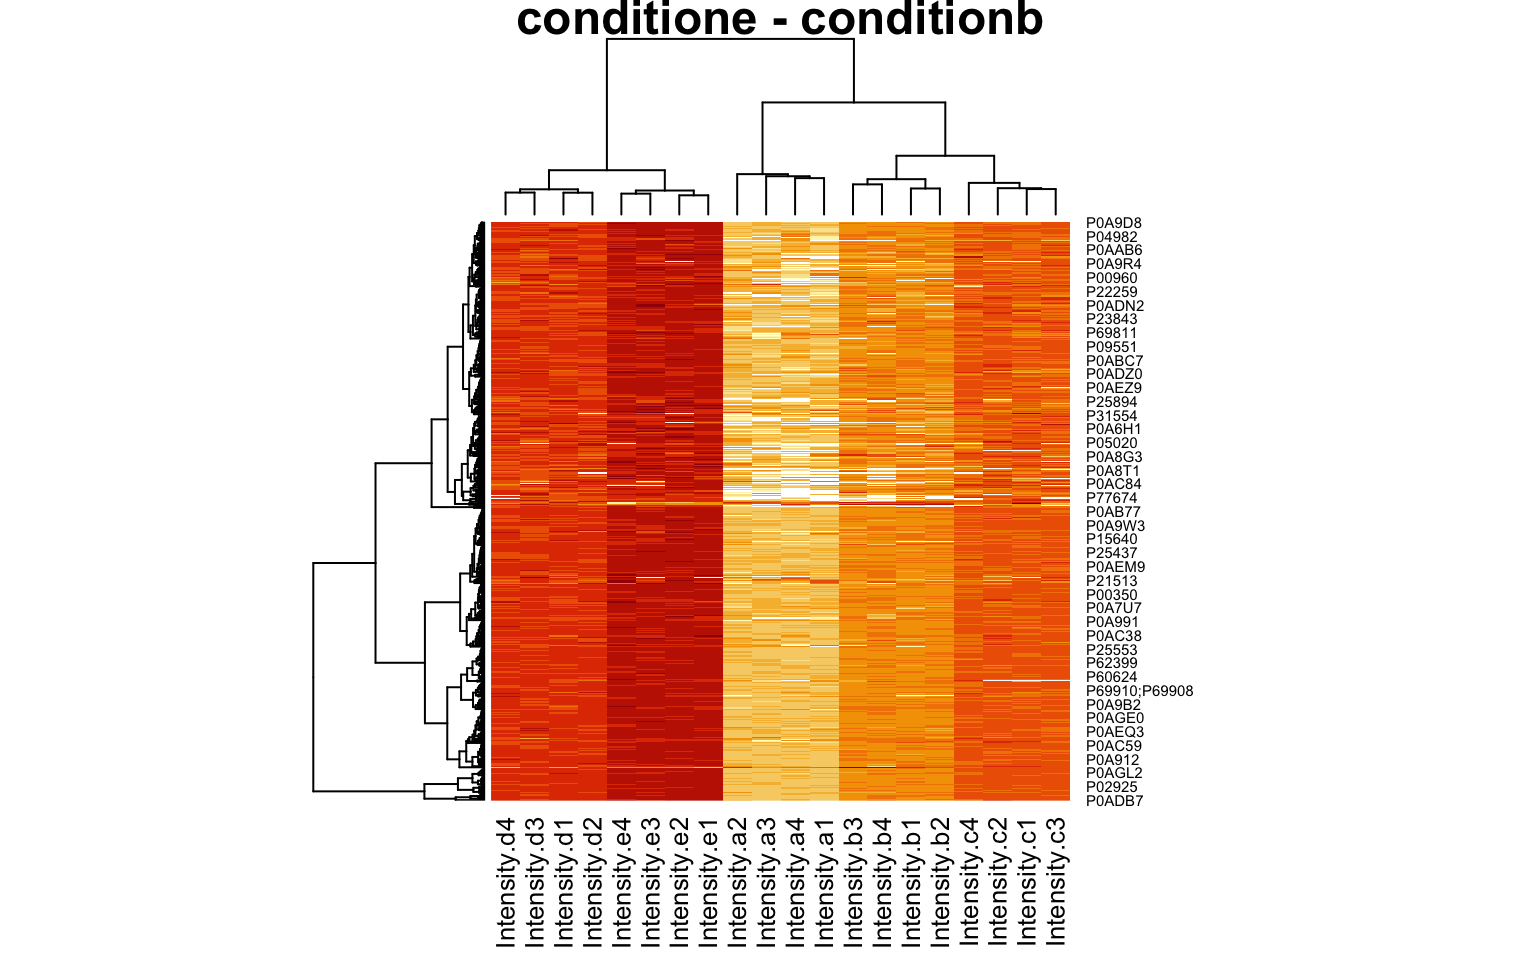 conditione - conditionb
P0A9D8
P04982
P0AAB6
P0A9R4
P00960
P22259
P0ADN2
P23843
P69811
P09551
P0ABC7
P0ADZ0
P0AEZ9
P25894
P31554
P0A6H1
P05020
P0A8G3
P0A8T1
P0AC84
P77674
P0AB77
P0A9W3
P15640
P25437
P0AEM9
P21513
P00350
P0A7U7
P0A991
P0AC38
P25553
P62399
P60624
P69910;P69908
P0A9B2
P0AGE0
P0AEQ3
P0AC59
P0A912
P0AGL2
P02925
P0ADB7
Intensity.d4
Intensity.d3
Intensity.d1
Intensity.d2
Intensity.e4
Intensity.e3
Intensity.e2
Intensity.e1
Intensity.a2
Intensity.a3
Intensity.a4
Intensity.a1
Intensity.b3
Intensity.b4
Intensity.b1
Intensity.b2
Intensity.c4
Intensity.c2
Intensity.c1
Intensity.c3